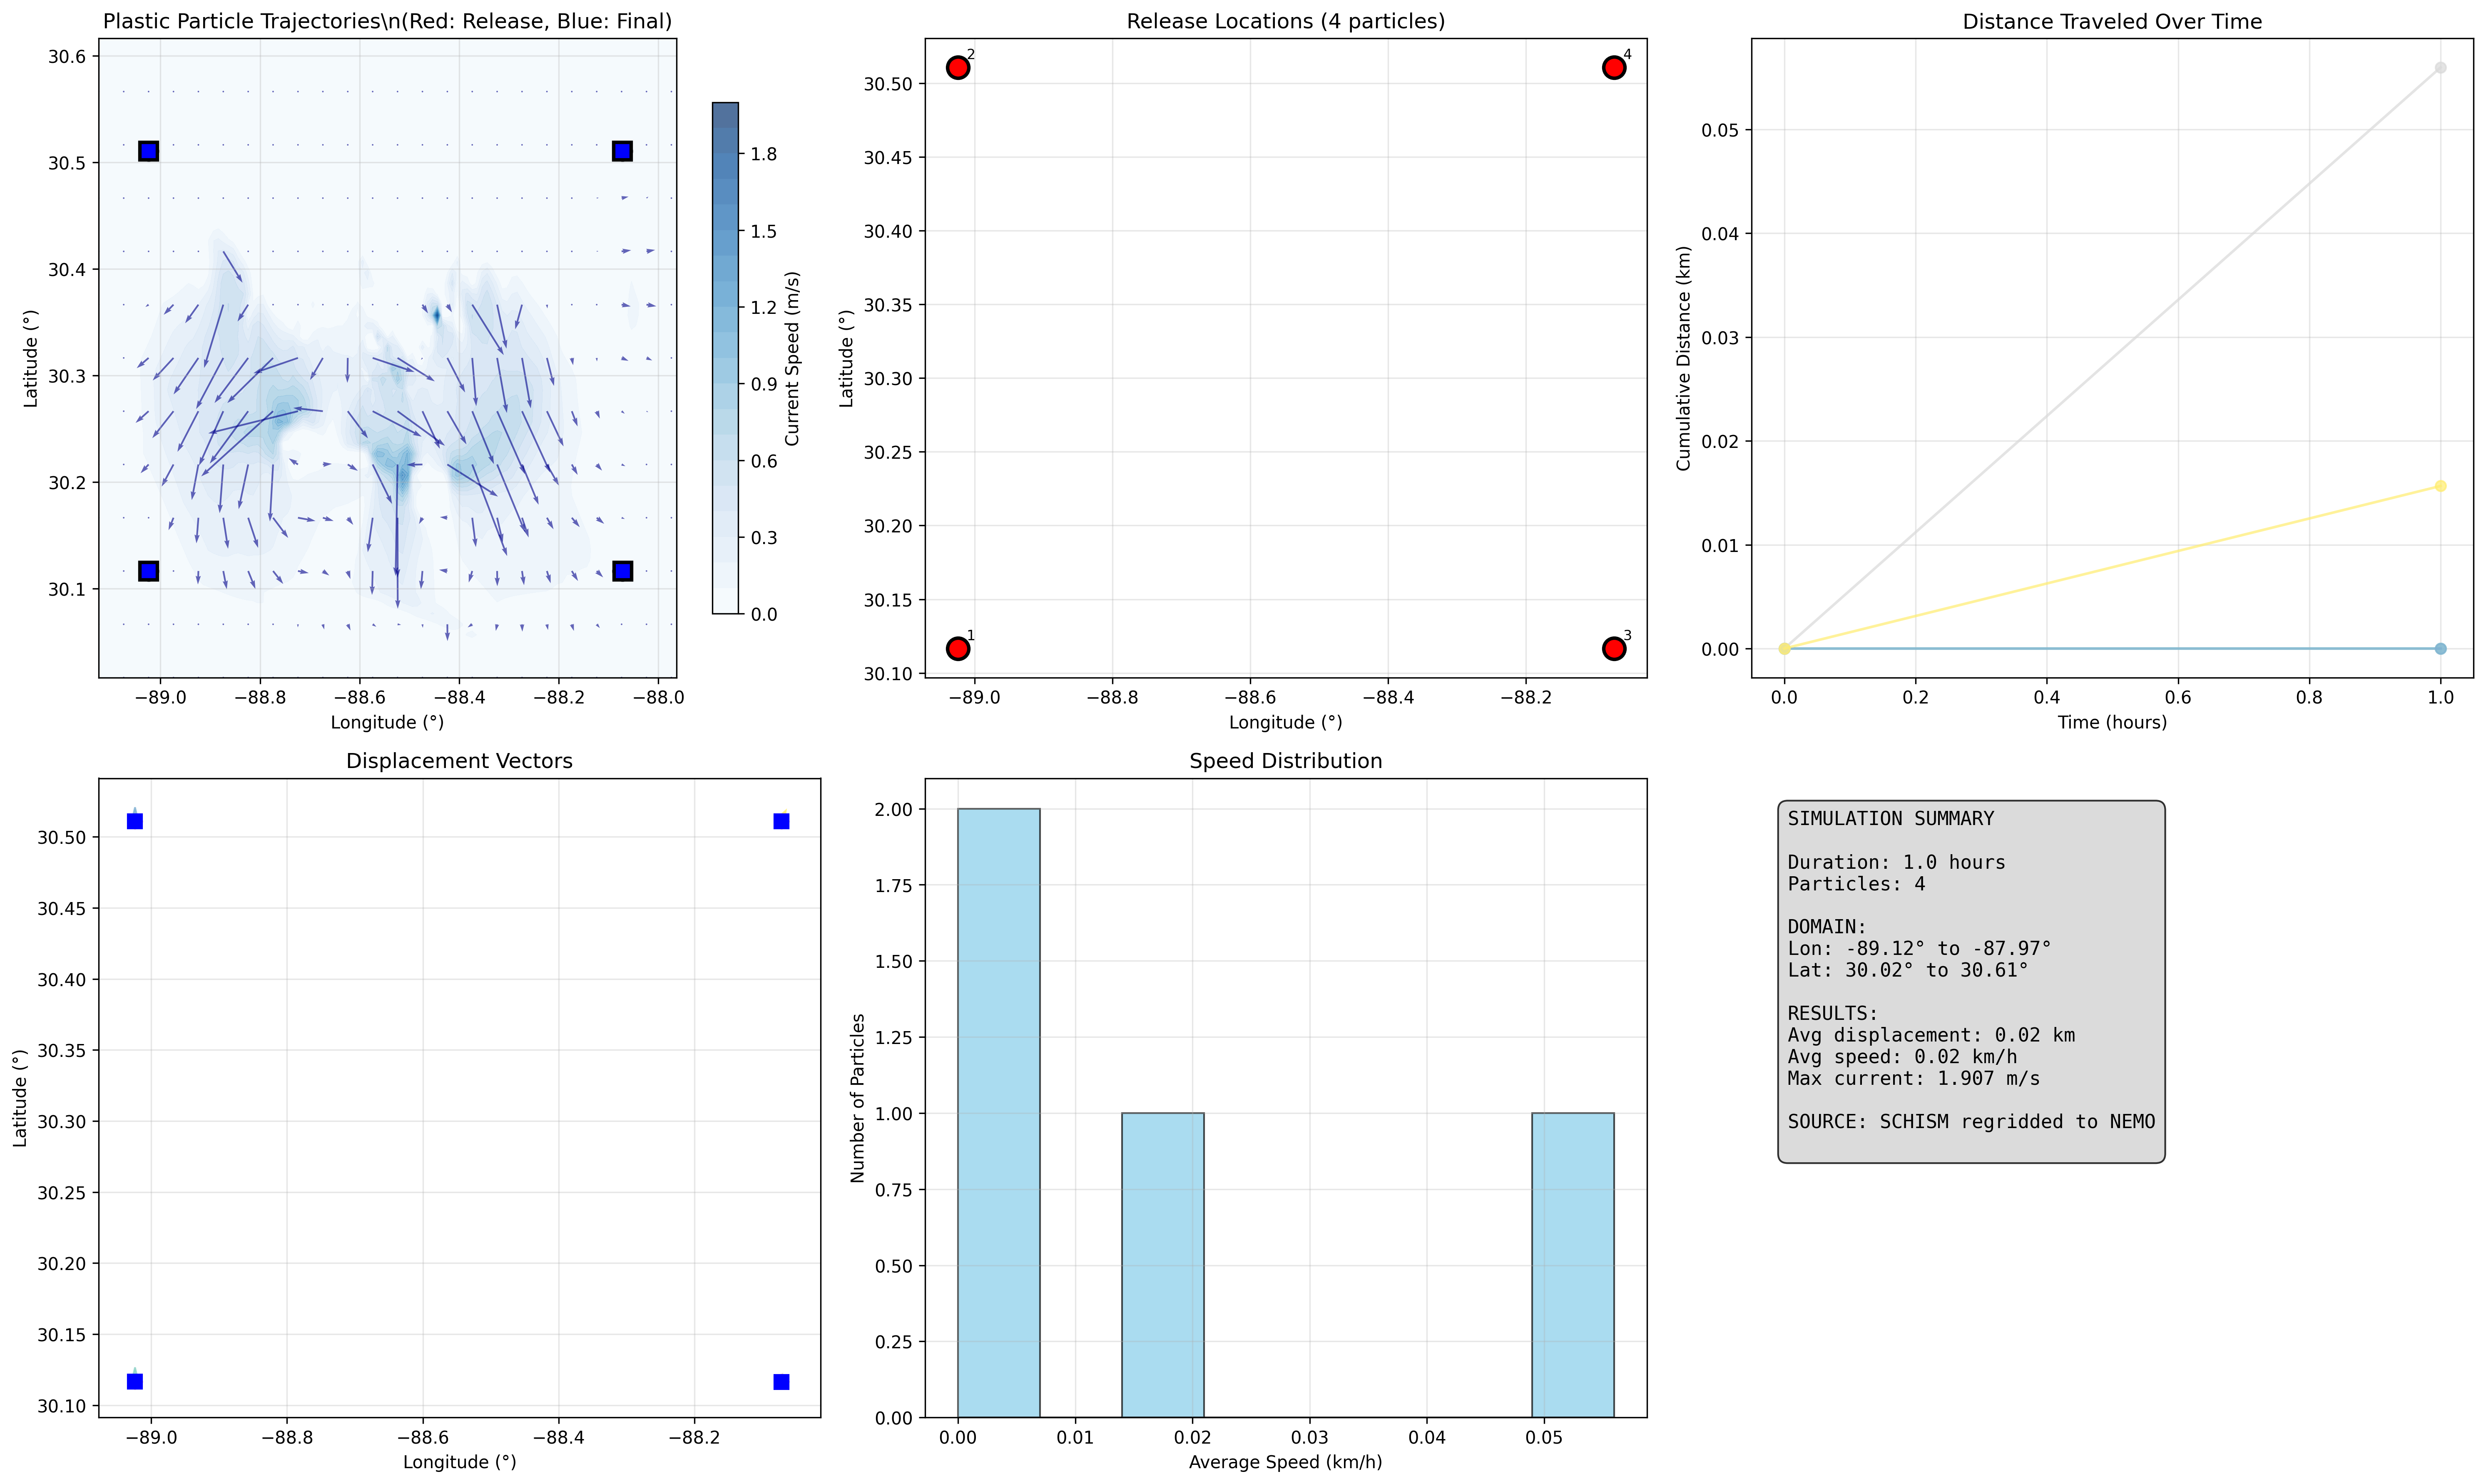 Plastic Particle Trajectories\n(Red: Release, Blue: Final)
30.6
30.5
30.4
30.3
30.2
30.1
Latitude (°)
−89.0
−88.8
−88.6
−88.4
−88.2
−88.0
Longitude (°)
1.8
1.5
1.2
0.9
0.6
0.3
0.0
Current Speed (m/s)
Release Locations (4 particles)
2
4
1
3
30.50
30.45
30.40
30.35
30.30
30.25
30.20
30.15
30.10
Latitude (°)
−89.0
−88.8
−88.6
−88.4
−88.2
Longitude (°)
Distance Traveled Over Time
0.05
0.04
0.03
0.02
0.01
0.00
Cumulative Distance (km)
0.0
0.2
0.4
0.6
0.8
1.0
Time (hours)
Displacement Vectors
30.50
30.45
30.40
30.35
30.30
30.25
30.20
30.15
30.10
Latitude (°)
−89.0
−88.8
−88.6
−88.4
−88.2
Longitude (°)
Speed Distribution
2.00
1.75
1.50
1.25
1.00
0.75
0.50
0.25
0.00
Number of Particles
0.00
0.01
0.02
0.03
0.04
0.05
Average Speed (km/h)
SIMULATION SUMMARY
Duration: 1.0 hours
Particles: 4
DOMAIN:
Lon: -89.12° to -87.97°
Lat: 30.02° to 30.61°
RESULTS:
Avg displacement: 0.02 km
Avg speed: 0.02 km/h
Max current: 1.907 m/s
SOURCE: SCHISM regridded to NEMO